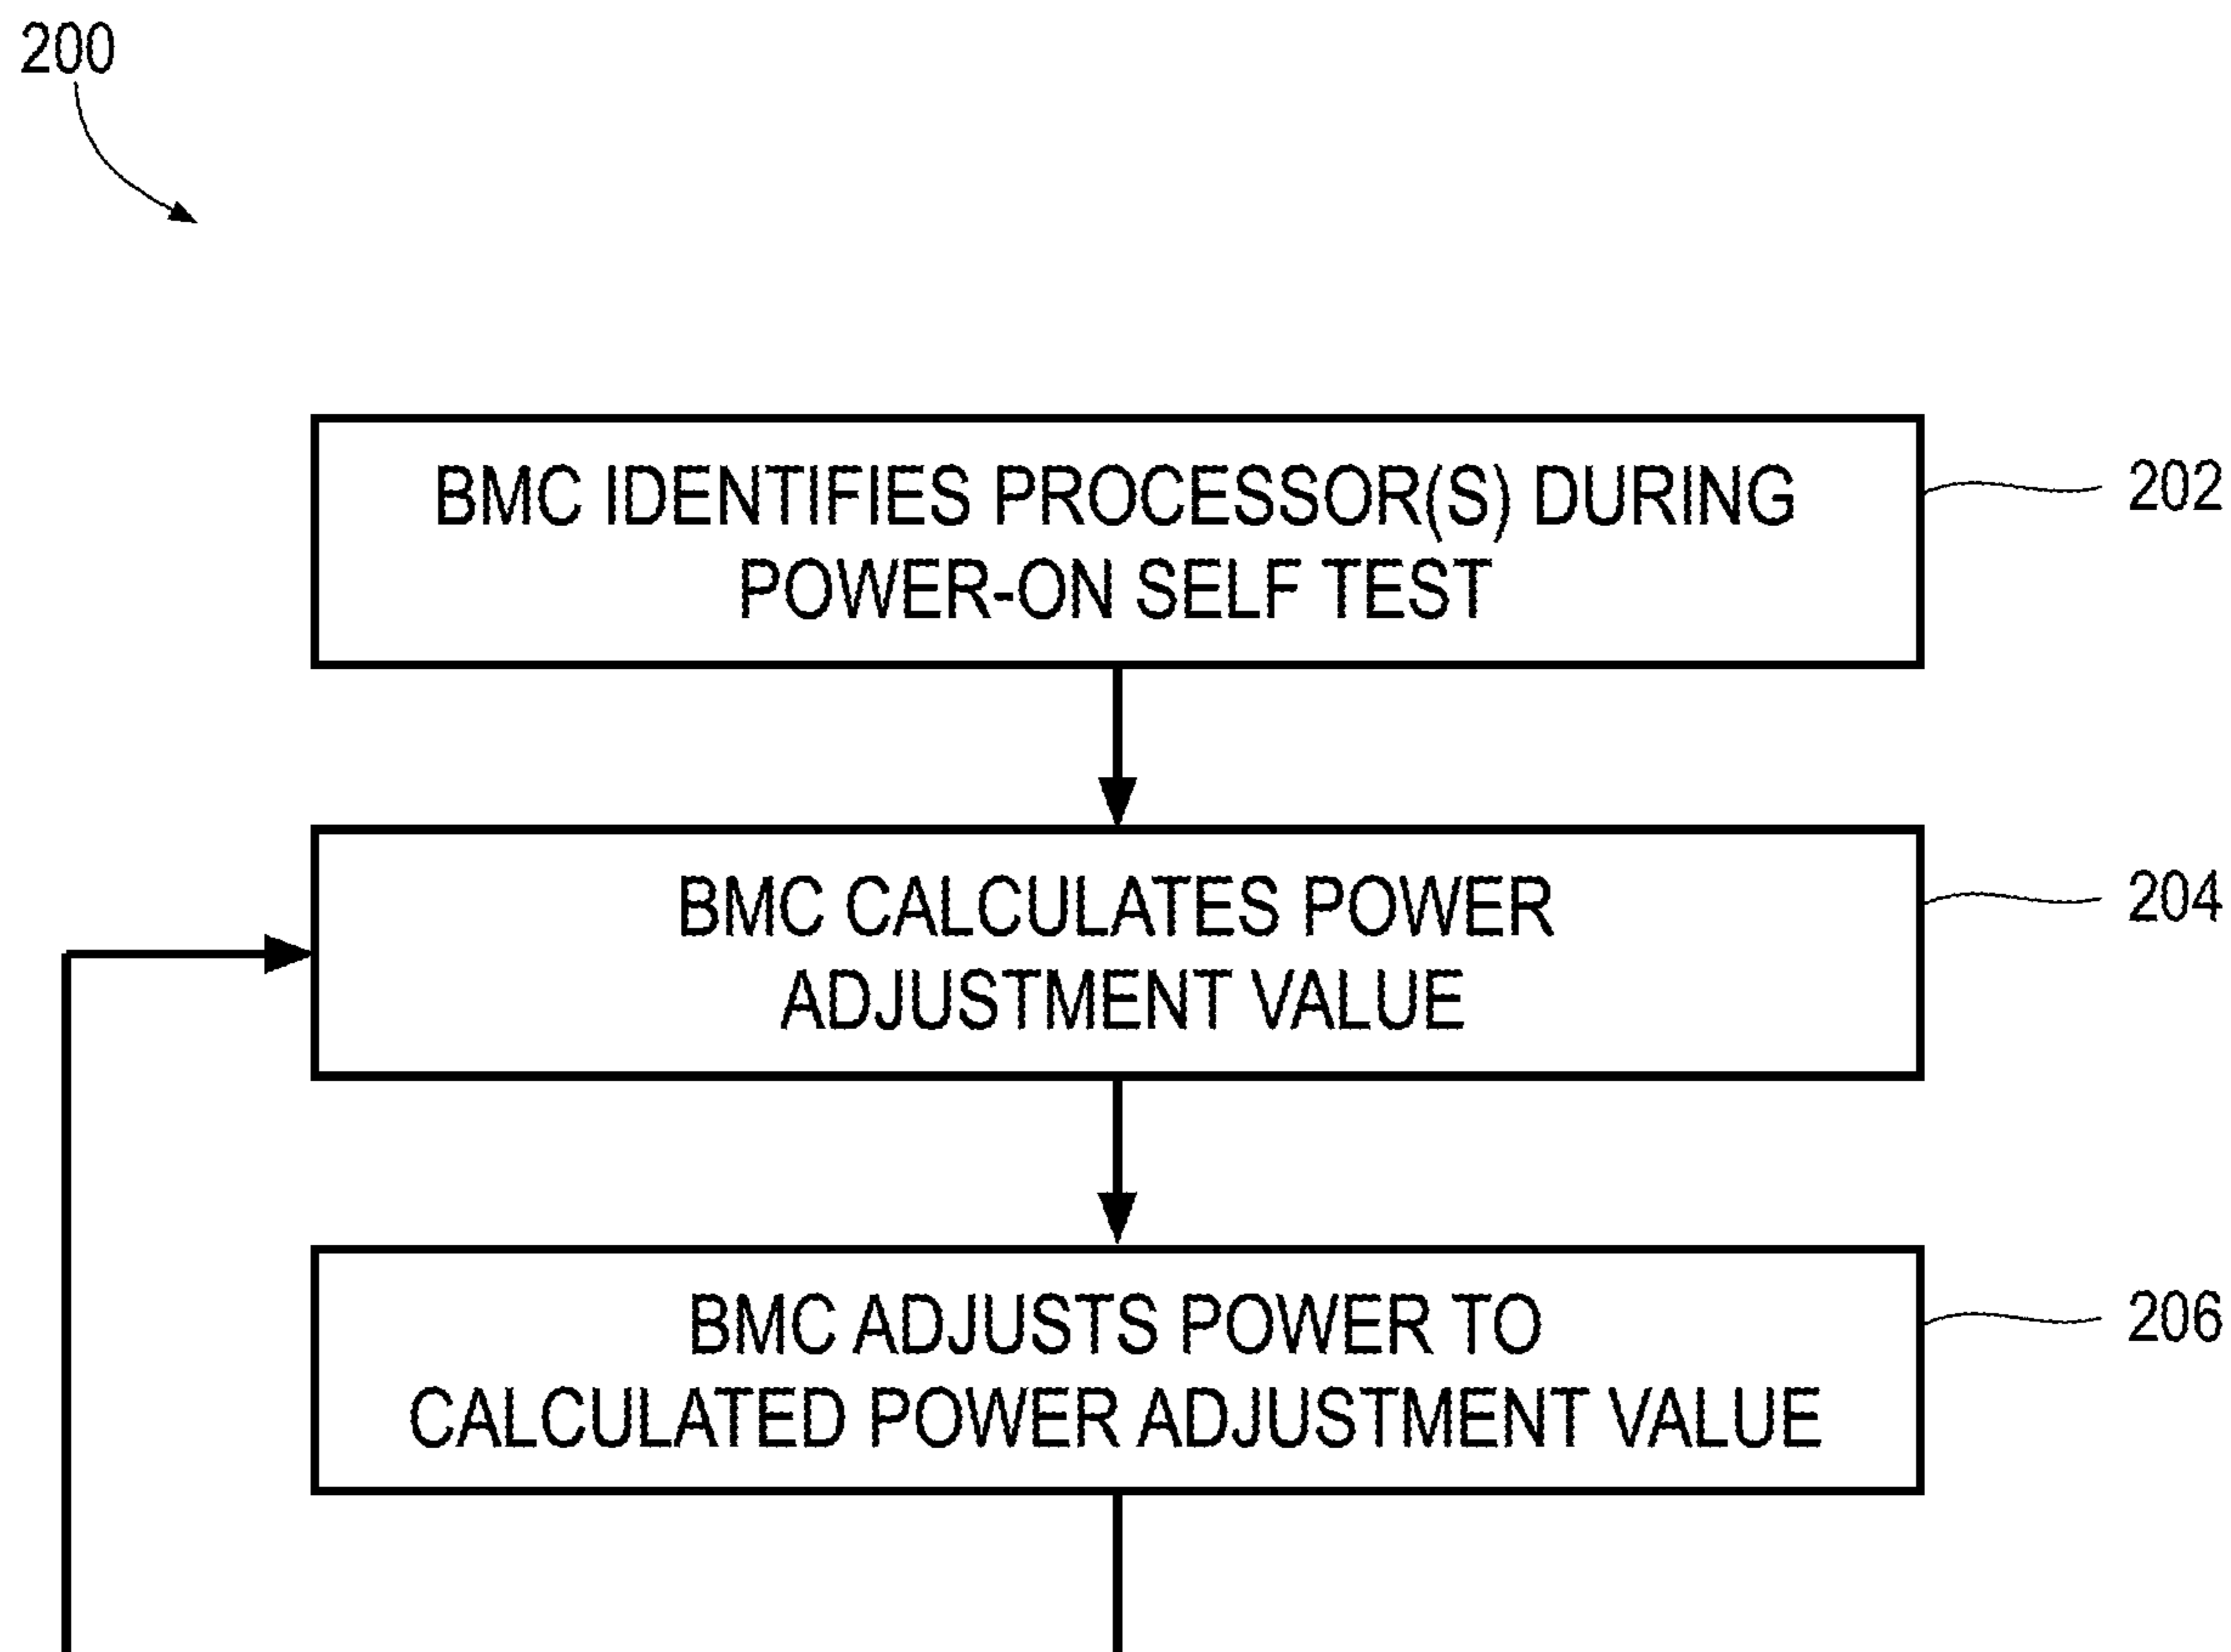 200
BMC IDENTIFIES PROCESSOR(S) DURING
POWER-ON SELF TEST
202
BMC CALCULATES POWER
ADJUSTMENT VALUE
204
BMC ADJUSTS POWER TO
CALCULATED POWER ADJUSTMENT VALUE
206